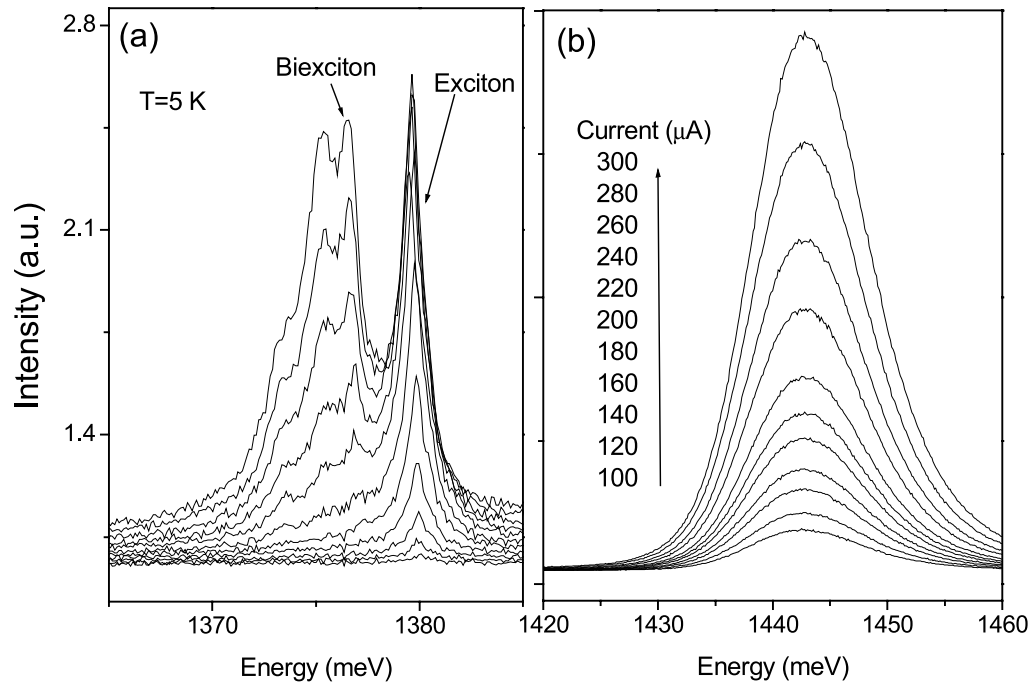 (a)
T=5 K
Biexciton
Exciton
2.8
2.1
1.4
Intensity (a.u.)
1370
1380
Energy (meV)
(b)
Current (μA)
300
280
260
240
220
200
180
160
140
120
100
1420
1430
1440
1450
1460
Energy (meV)